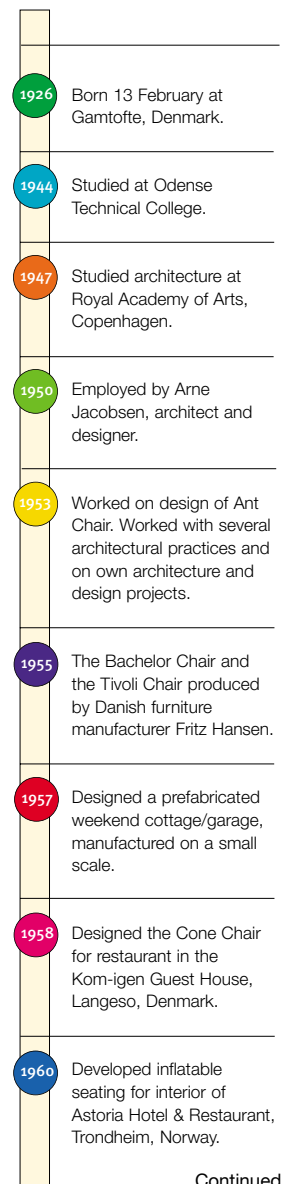 1926
Born 13 February at
Gamtofte, Denmark.
1944
Studied at Odense
Technical College.
1947
Studied architecture at
Royal Academy of Arts,
Copenhagen.
1950
Employed by Arne
Jacobsen, architect and
designer.
1953
Worked on design of Ant
Chair. Worked with several
architectural practices and
on own architecture and
design projects.
1955
The Bachelor Chair and
the Tivoli Chair produced
by Danish furniture
manufacturer Fritz Hansen.
1957
Designed a prefabricated
weekend cottage/garage,
manufactured on a small
scale.
1958
Designed the Cone Chair
for restaurant in the
Kom-igen Guest House,
Langeso, Denmark.
1960
Developed inflatable
seating for interior of
Astoria Hotel & Restaurant,
Trondheim, Norway.
Continued